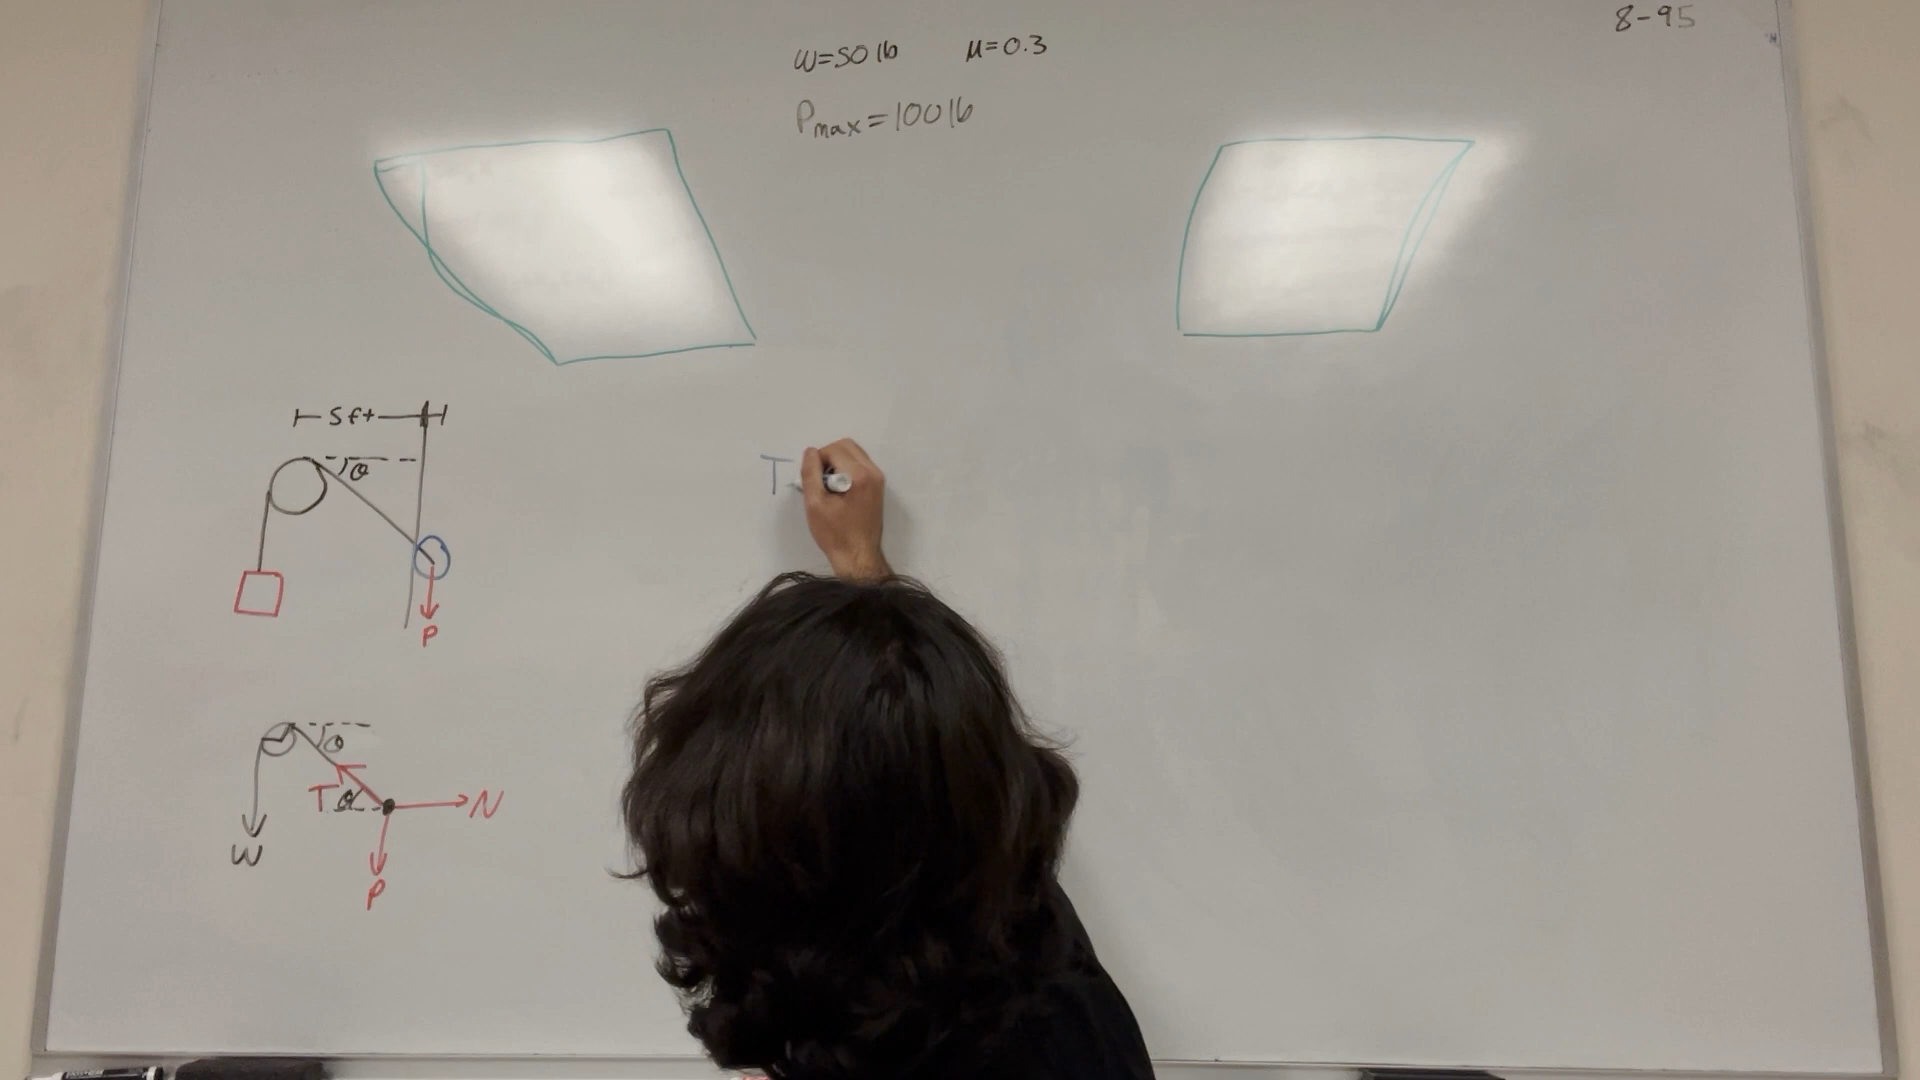 8-95
W=50 lb μ=0.3
Pmax=100 lb
5 ft
θ
P
T
θ
T θ N
W
P